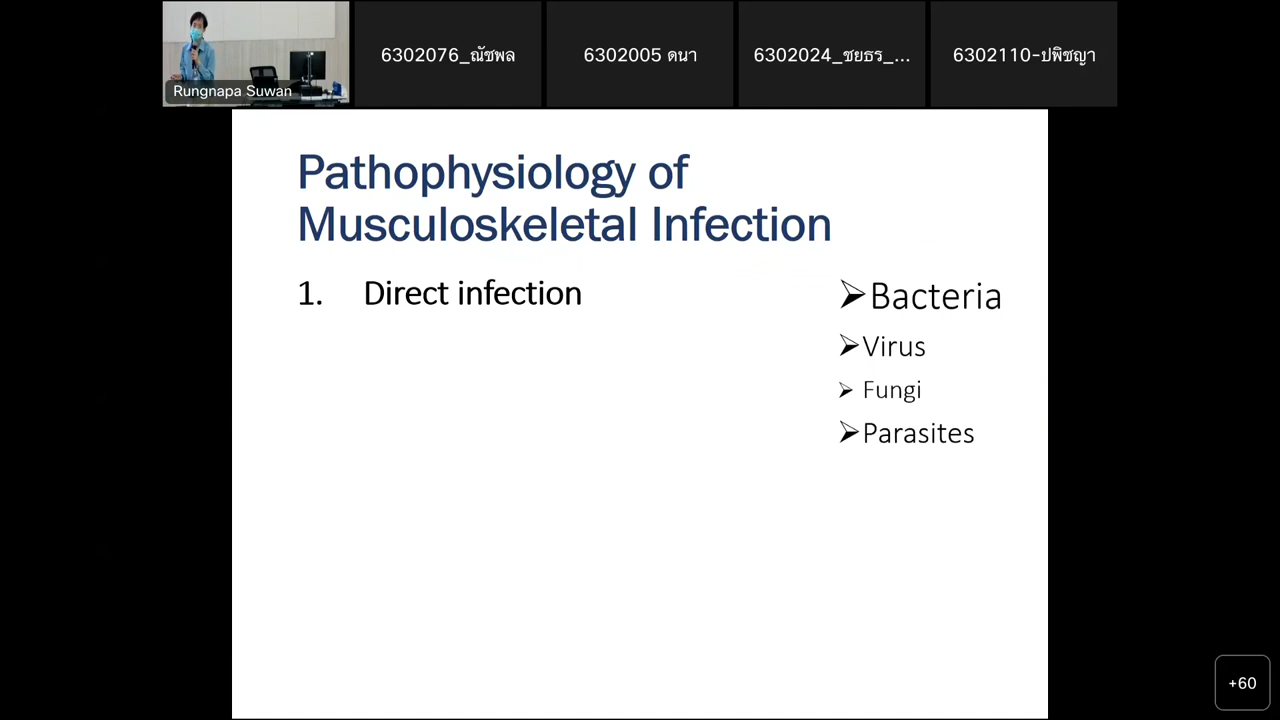 Rungnapa Suwan
6302076_ณัชพล
6302005 ดนา
6302024_ชยธร_...
6302110-ปพิชญา
Pathophysiology of
Musculoskeletal Infection
1. Direct infection
➢Bacteria
➢Virus
➢ Fungi
➢Parasites
+60